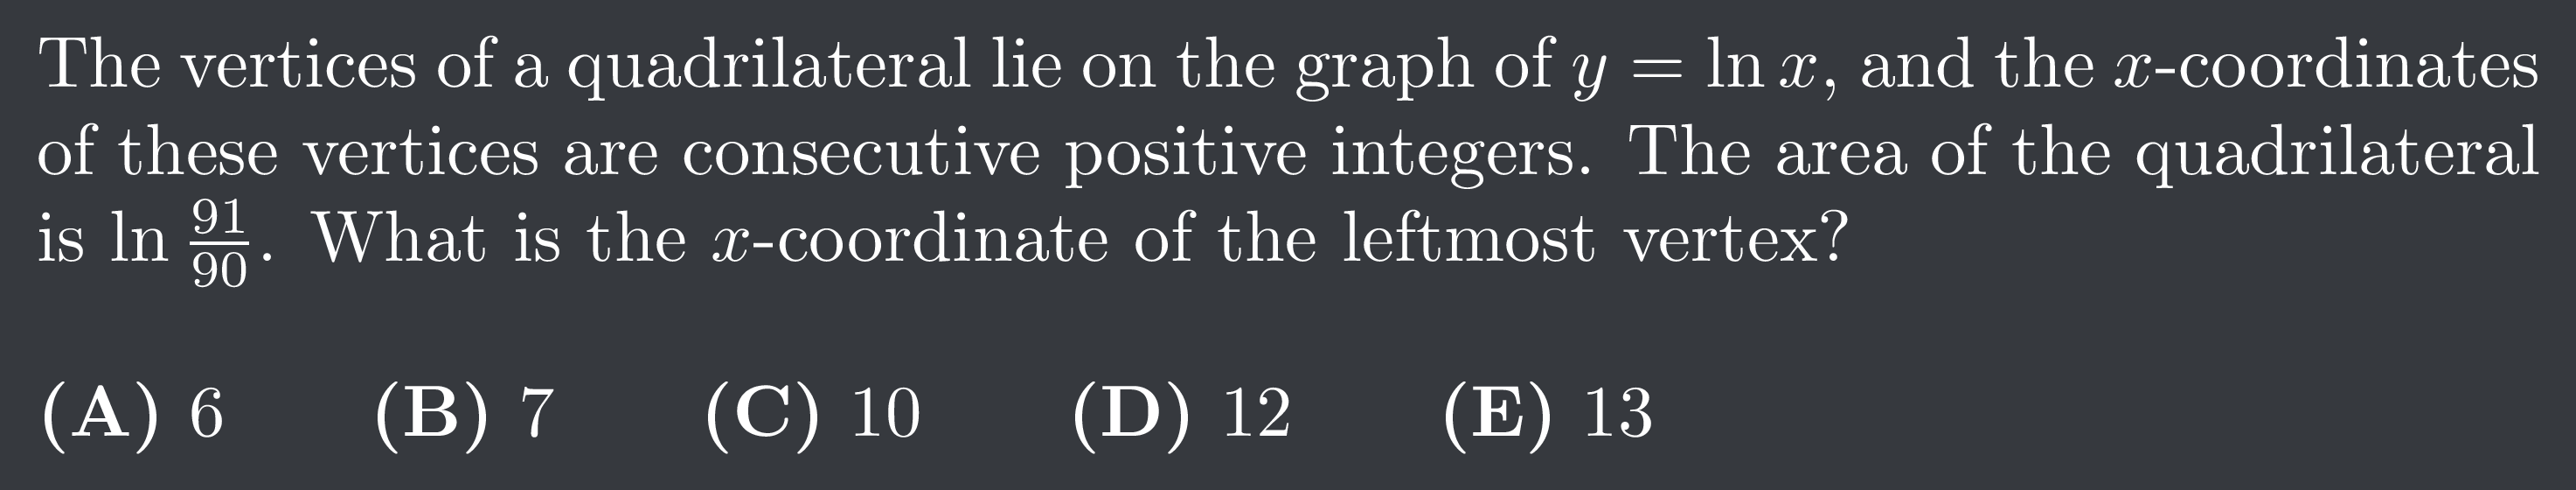 The vertices of a quadrilateral lie on the graph of $y = \ln x$, and the $x$-coordinates
of these vertices are consecutive positive integers. The area of the quadrilateral
is $\ln \frac{91}{90}$. What is the $x$-coordinate of the leftmost vertex?
(A) 6 (B) 7 (C) 10 (D) 12 (E) 13